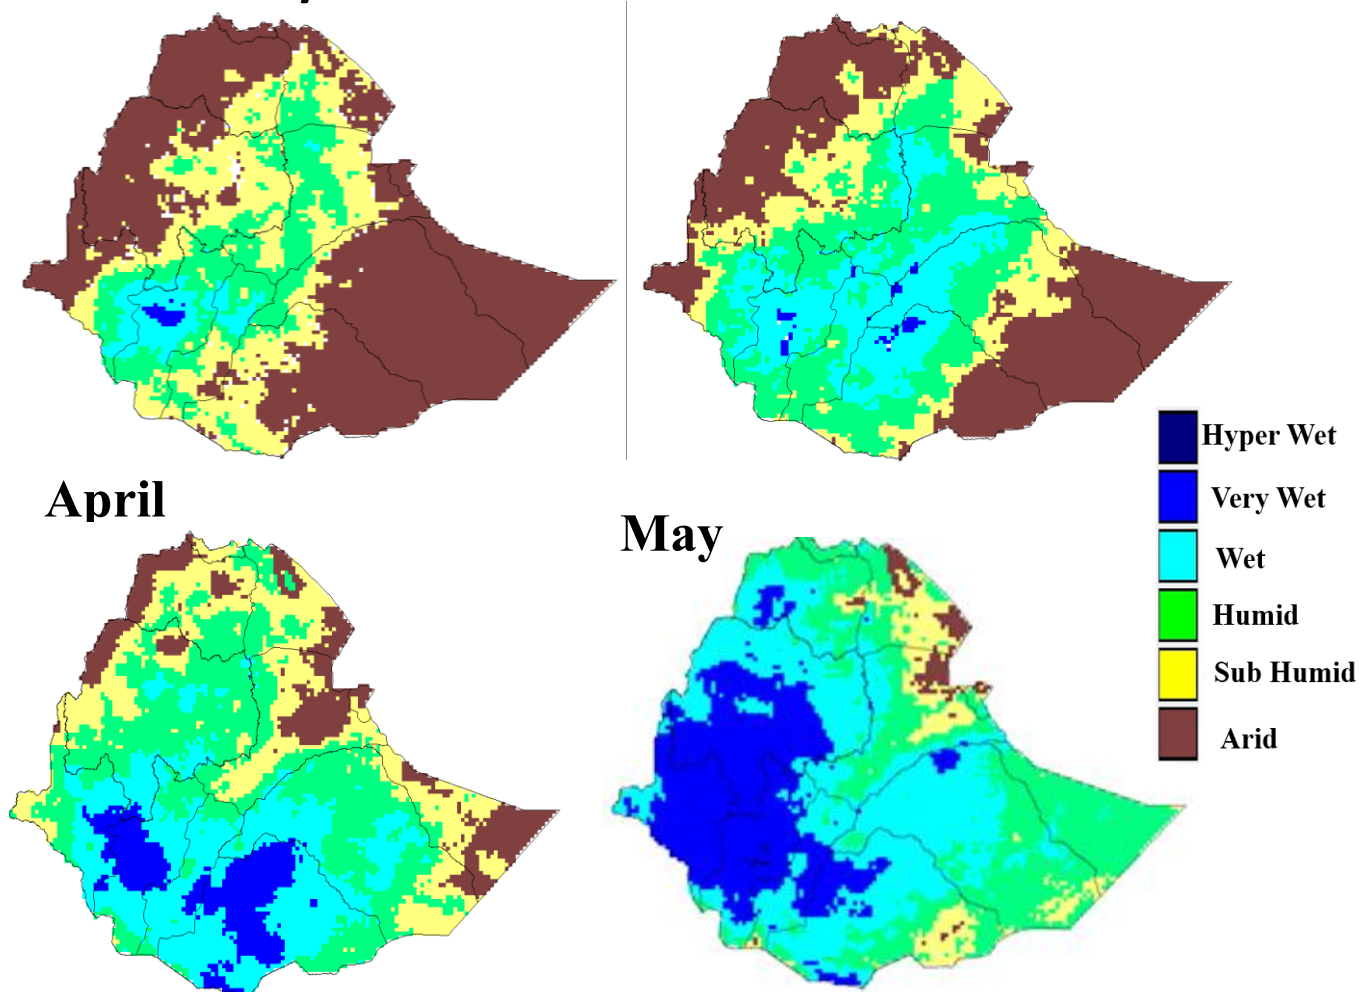 April
May
Hyper Wet
Very Wet
Wet
Humid
Sub Humid
Arid